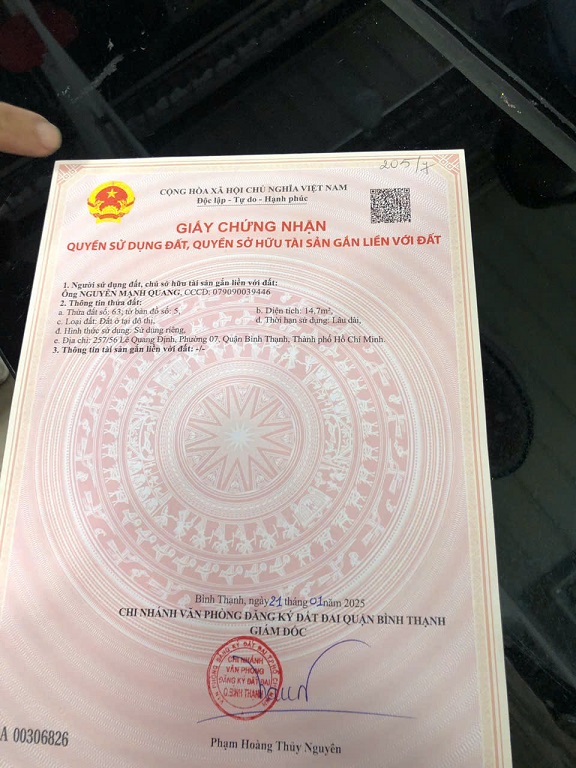 205/7
CỘNG HÒA XÃ HỘI CHỦ NGHĨA VIỆT NAM
Độc lập - Tự do - Hạnh phúc
GIẤY CHỨNG NHẬN
QUYỀN SỬ DỤNG ĐẤT, QUYỀN SỞ HỮU TÀI SẢN GẮN LIỀN VỚI ĐẤT
1. Người sử dụng đất, chủ sở hữu tài sản gắn liền với đất:
Ông NGUYỄN MẠNH QUANG, CCCD: 079090039446
2. Thông tin thửa đất:
a. Thửa đất số: 63; tờ bản đồ số: 5, b. Diện tích: 14,7m²,
c. Loại đất: Đất ở tại đô thị, d. Thời hạn sử dụng: Lâu dài,
đ. Hình thức sử dụng: Sử dụng riêng,
e. Địa chỉ: 257/56 Lê Quang Định, Phường 07, Quận Bình Thạnh, Thành phố Hồ Chí Minh.
3. Thông tin tài sản gắn liền với đất: -/-
Bình Thạnh, ngày 21 tháng 01 năm 2025
CHI NHÁNH VĂN PHÒNG ĐĂNG KÝ ĐẤT ĐAI QUẬN BÌNH THẠNH
GIÁM ĐỐC
CHI NHÁNH
VĂN PHÒNG
ĐĂNG KÝ ĐẤT ĐAI
Q.BÌNH THẠNH
Phạm Hoàng Thủy Nguyên
A 00306826